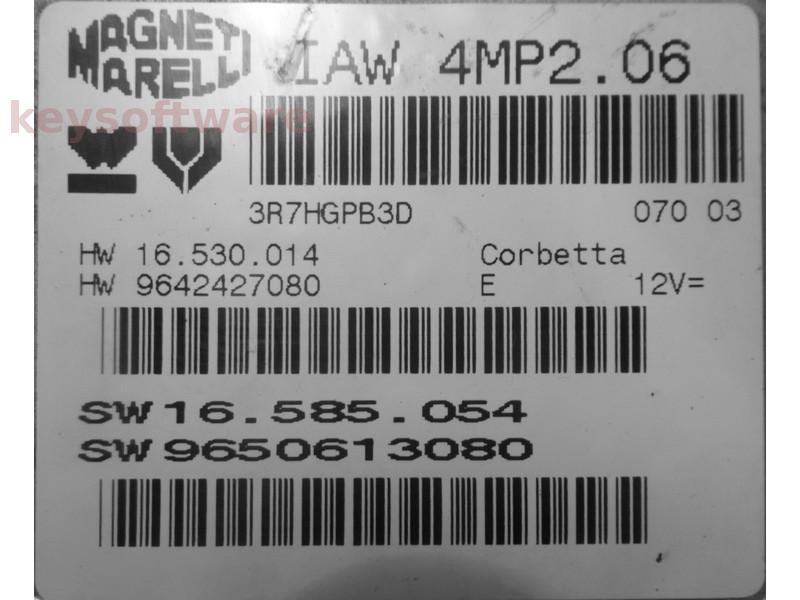 MAGNETI
MARELLI
IAW 4MP2.06
keysoftware
3R7HGPB3D 070 03
HW 16.530.014 Corbetta
HW 9642427080 E 12V=
SW 16.585.054
SW 9650613080